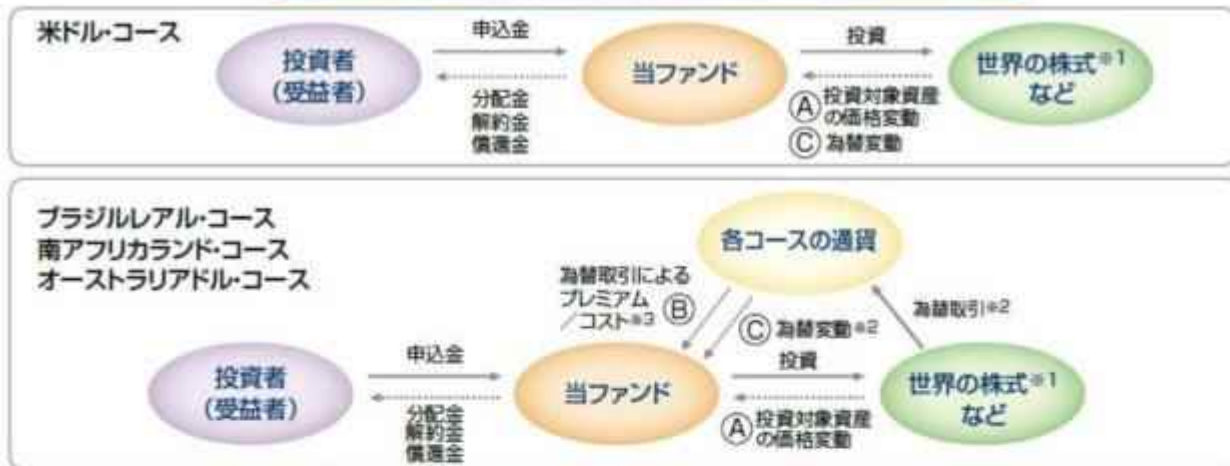 米ドル・コース
投資者
（受益者）
申込金
分配金
解約金
償還金
当ファンド
投資
Ⓐ 投資対象資産
の価格変動
Ⓒ 為替変動
世界の株式※1
など
ブラジルレアル・コース
南アフリカランド・コース
オーストラリアドル・コース
各コースの通貨
為替取引による
プレミアム
／コスト※3 Ⓑ
Ⓒ 為替変動※2
為替取引※2
投資者
（受益者）
申込金
分配金
解約金
償還金
当ファンド
投資
Ⓐ 投資対象資産
の価格変動
世界の株式※1
など